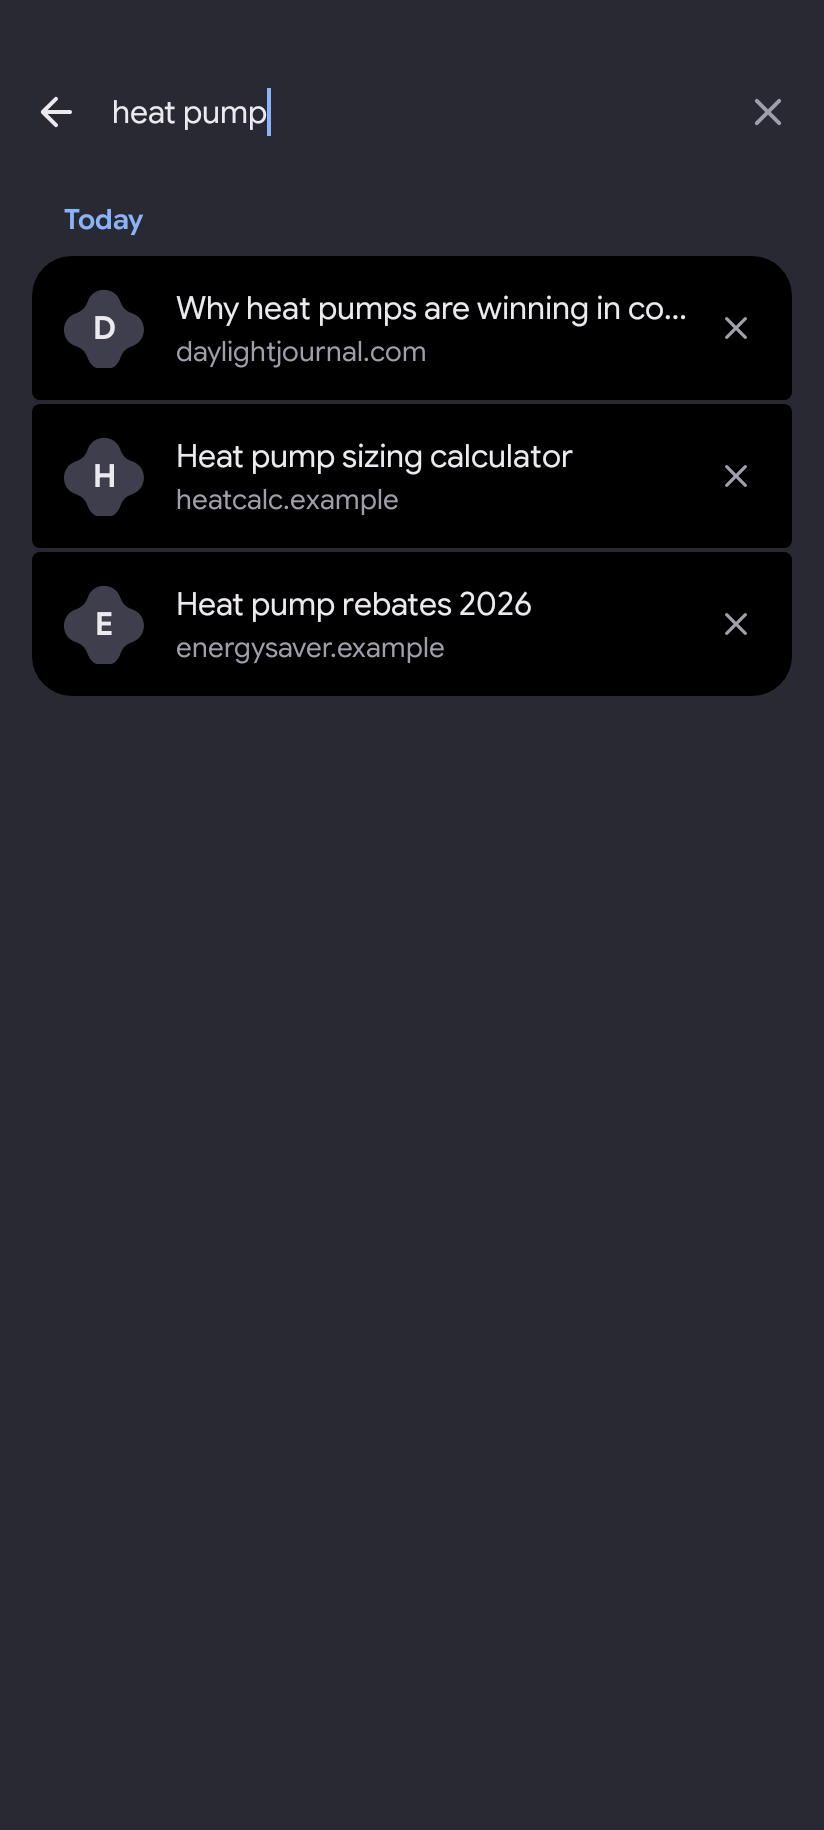 heat pump
Today
D
Why heat pumps are winning in co...
daylightjournal.com
H
Heat pump sizing calculator
heatcalc.example
E
Heat pump rebates 2026
energysaver.example